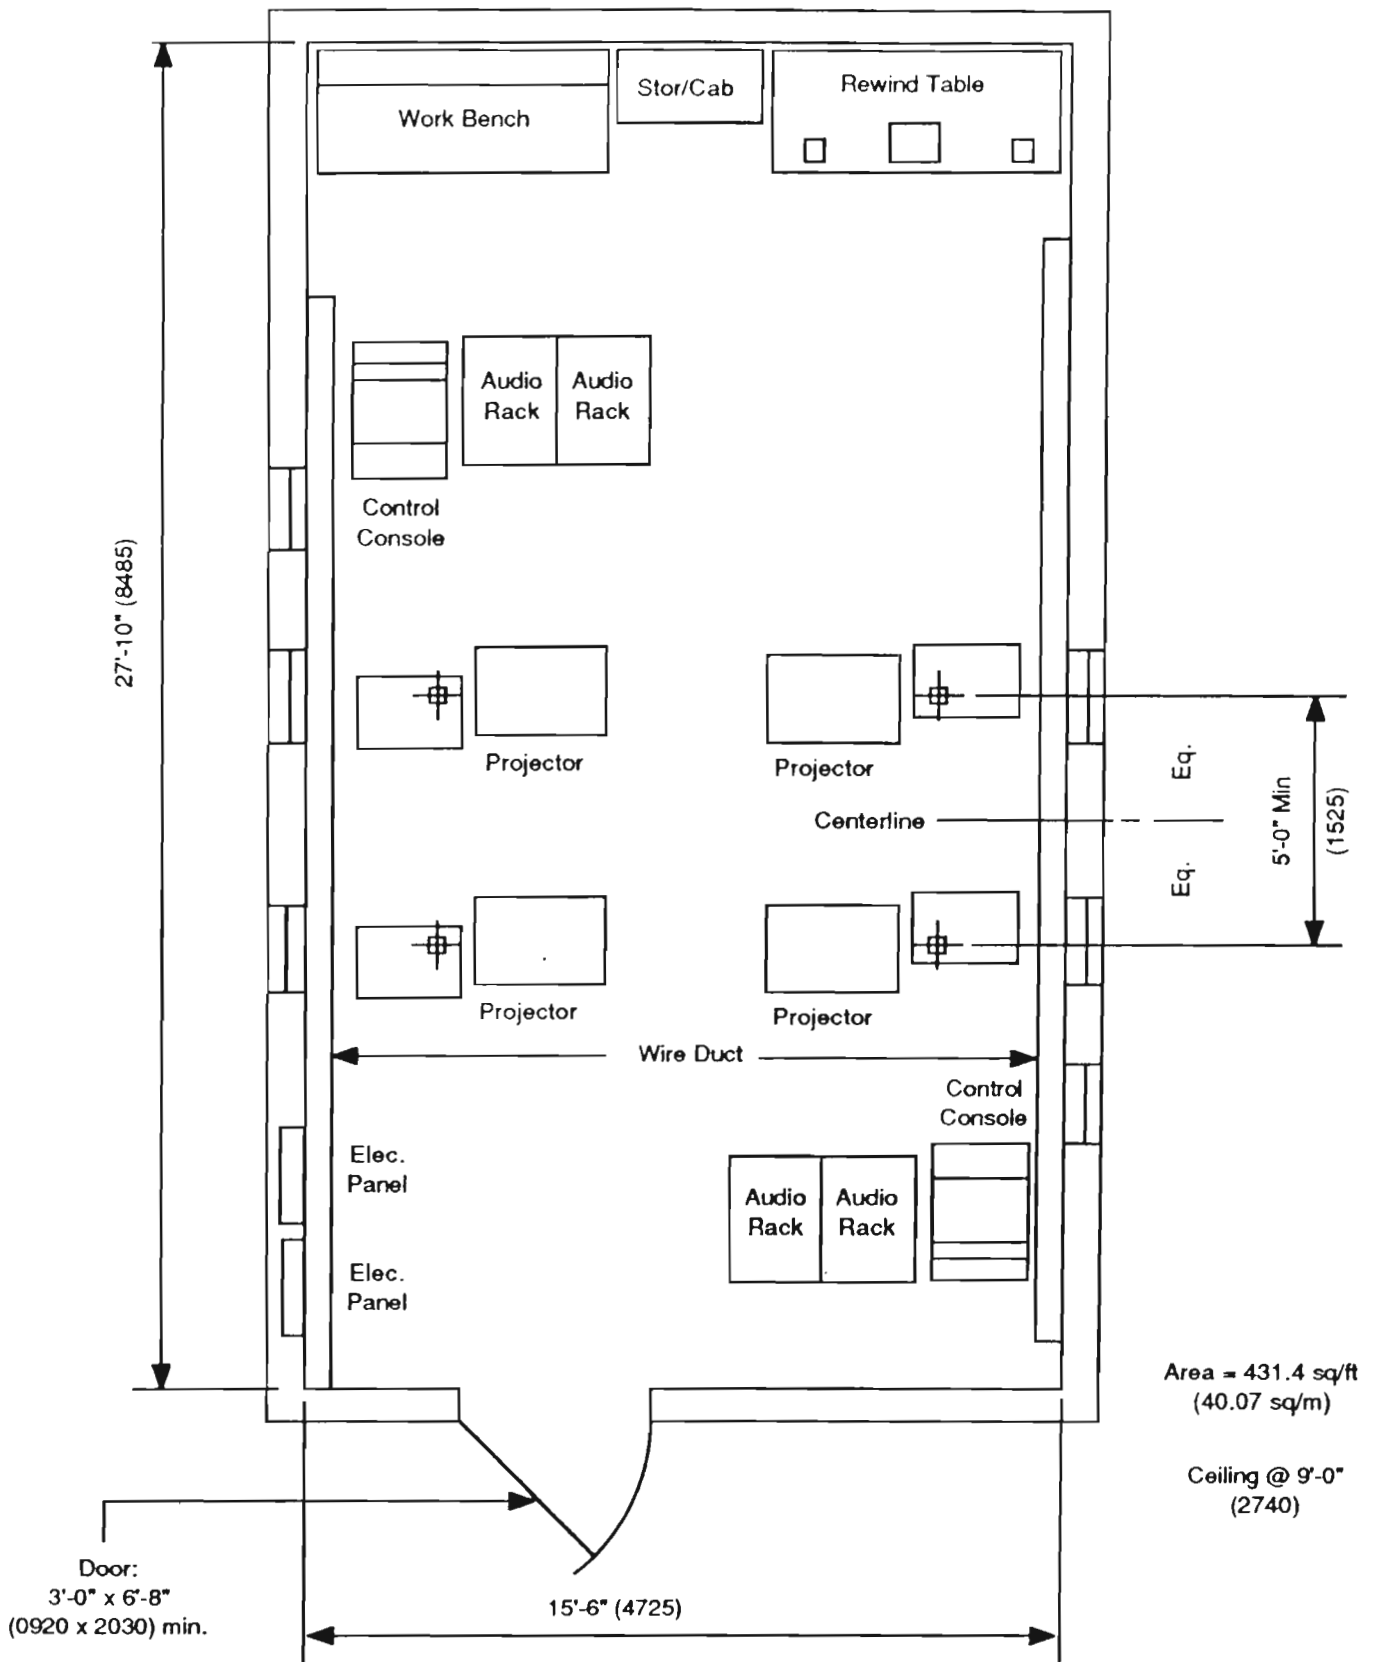 Work Bench
Stor/Cab
Rewind Table
Audio
Rack
Audio
Rack
Control
Console
27'-10" (8485)
Projector
Projector
Centerline
Eq.
Eq.
5'-0" Min
(1525)
Projector
Projector
Wire Duct
Control
Console
Elec.
Panel
Audio
Rack
Audio
Rack
Elec.
Panel
Area = 431.4 sq/ft
(40.07 sq/m)
Ceiling @ 9'-0"
(2740)
Door:
3'-0" x 6'-8"
(0920 x 2030) min.
15'-6" (4725)